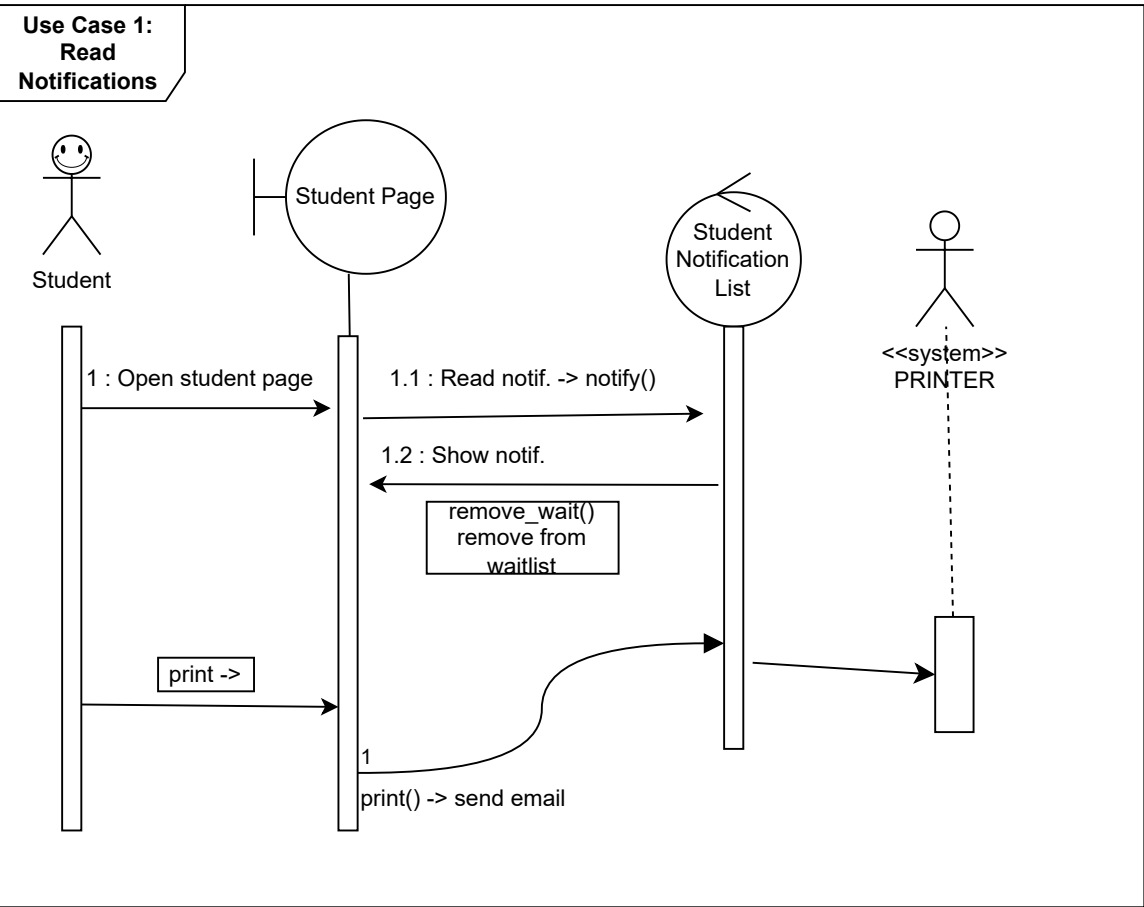 Use Case 1:
Read
Notifications
Student Page
Student
Notification
List
Student
<<system>>
PRINTER
1 : Open student page
1.1 : Read notif. -> notify()
1.2 : Show notif.
remove_wait()
remove from
waitlist
print ->
1
print() -> send email